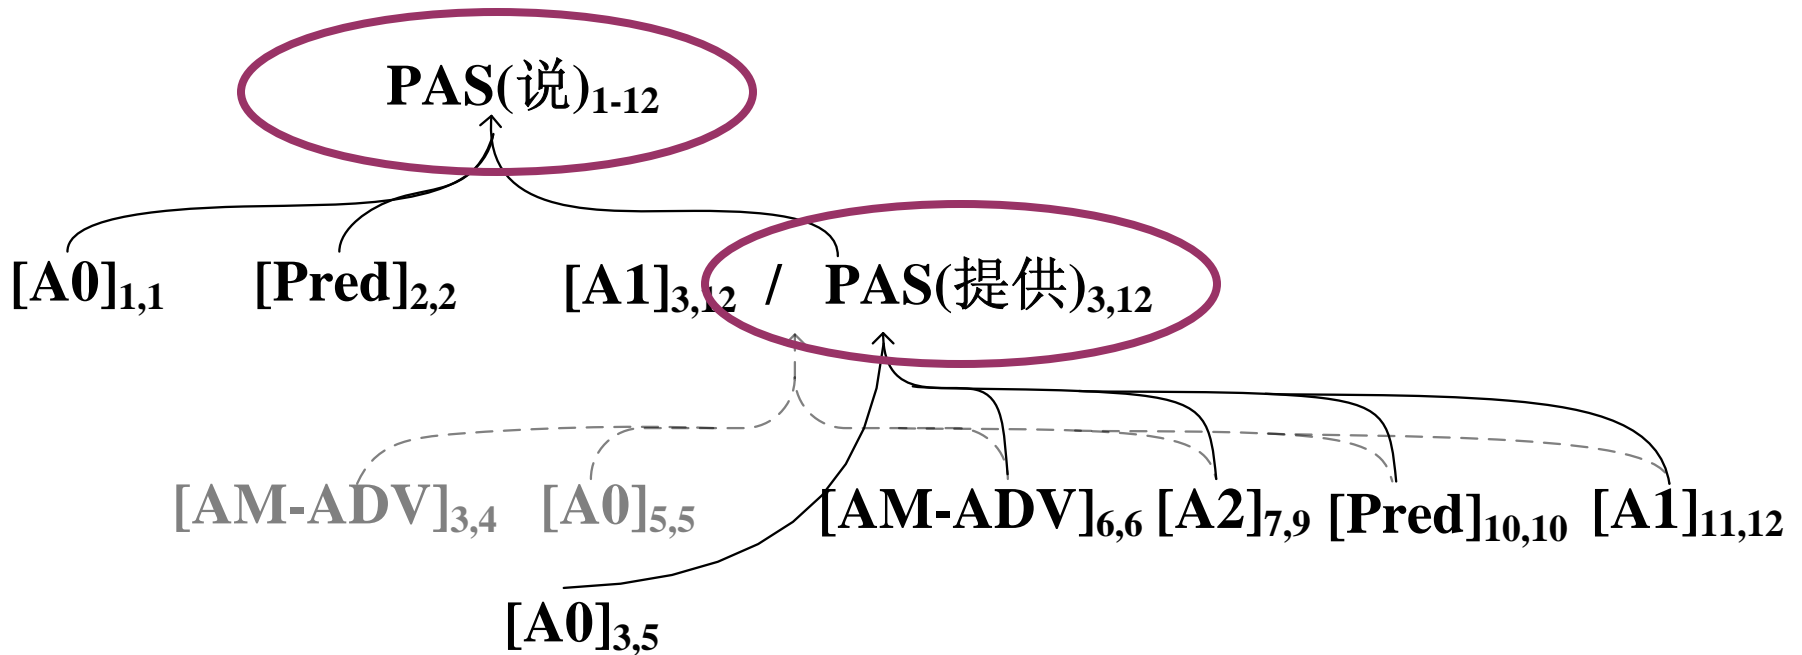 PAS(说)1-12
[A0]1,1 [Pred]2,2 [A1]3,12 / PAS(提供)3,12
[AM-ADV]3,4 [A0]5,5 [AM-ADV]6,6 [A2]7,9 [Pred]10,10 [A1]11,12
[A0]3,5